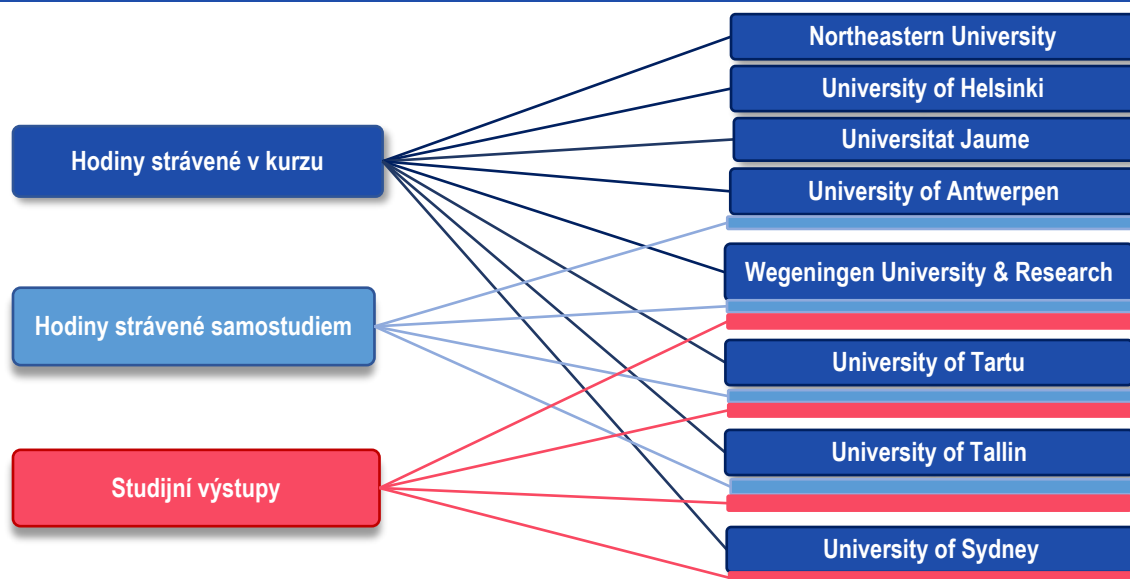 Northeastern University
University of Helsinki
Hodiny strávené v kurzu
Universitat Jaume
University of Antwerpen
Wegeningen University & Research
Hodiny strávené samostudiem
University of Tartu
University of Tallin
Studijní výstupy
University of Sydney